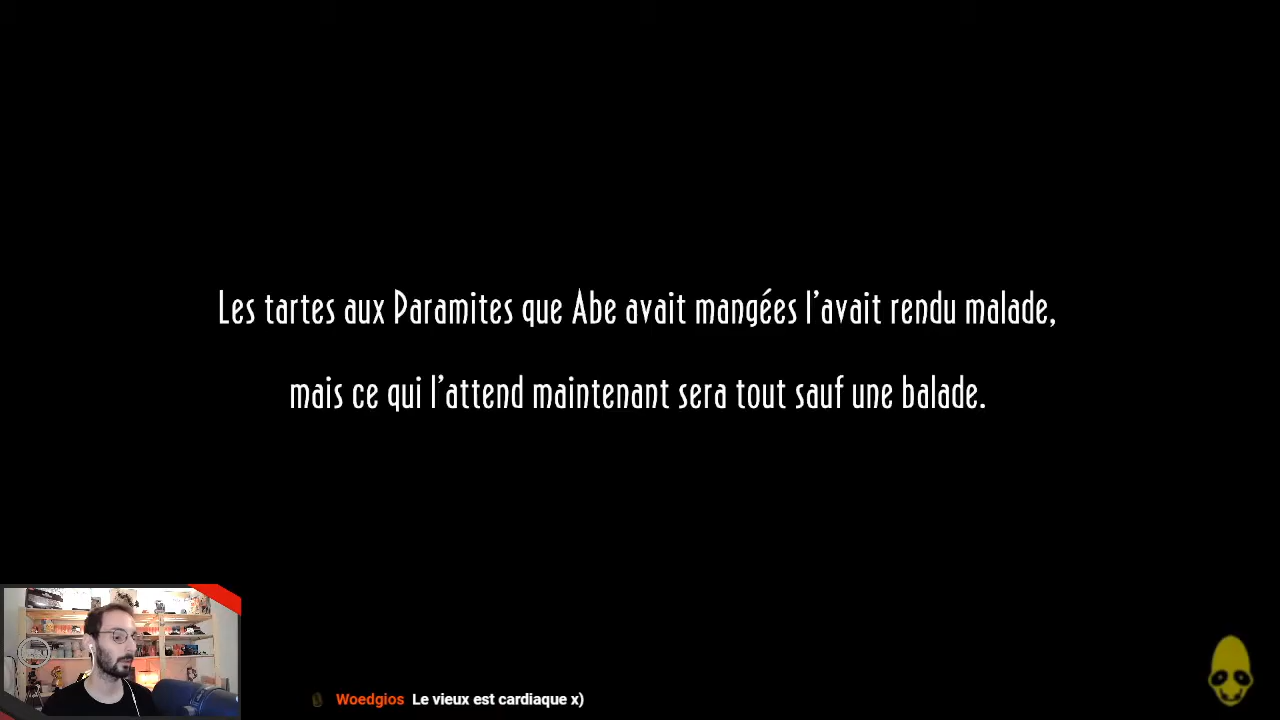 Les tartes aux Paramites que Abe avait mangées l'avait rendu malade,
mais ce qui l'attend maintenant sera tout sauf une balade.
Woedgios Le vieux est cardiaque x)